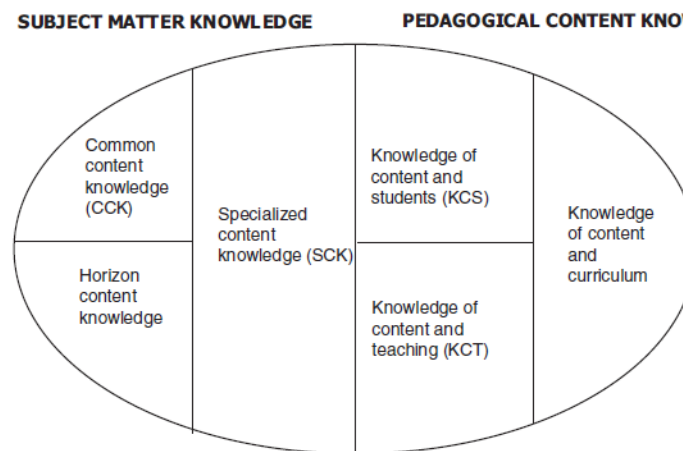 SUBJECT MATTER KNOWLEDGE
PEDAGOGICAL CONTENT KNOW
Common
content
knowledge
(CCK)
Horizon
content
knowledge
Specialized
content
knowledge (SCK)
Knowledge of
content and
students (KCS)
Knowledge of
content and
teaching (KCT)
Knowledge
of content
and
curriculum